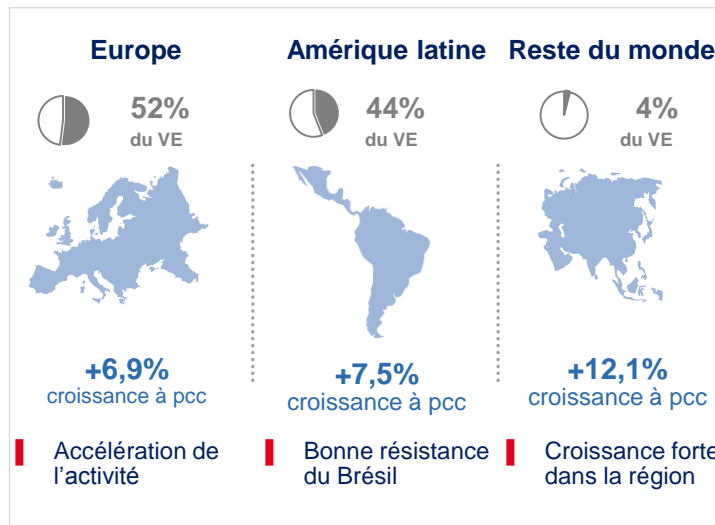 Europe
52%
du VE
+6,9%
croissance à pcc
Accélération de
l’activité
Amérique latine
44%
du VE
+7,5%
croissance à pcc
Bonne résistance
du Brésil
Reste du monde
4%
du VE
+12,1%
croissance à pcc
Croissance forte
dans la région